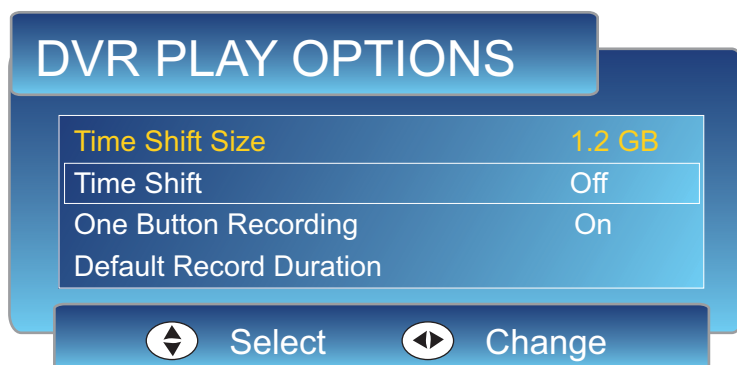 DVR PLAY OPTIONS
Time Shift Size 1.2 GB
Time Shift Off
One Button Recording On
Default Record Duration
Select Change